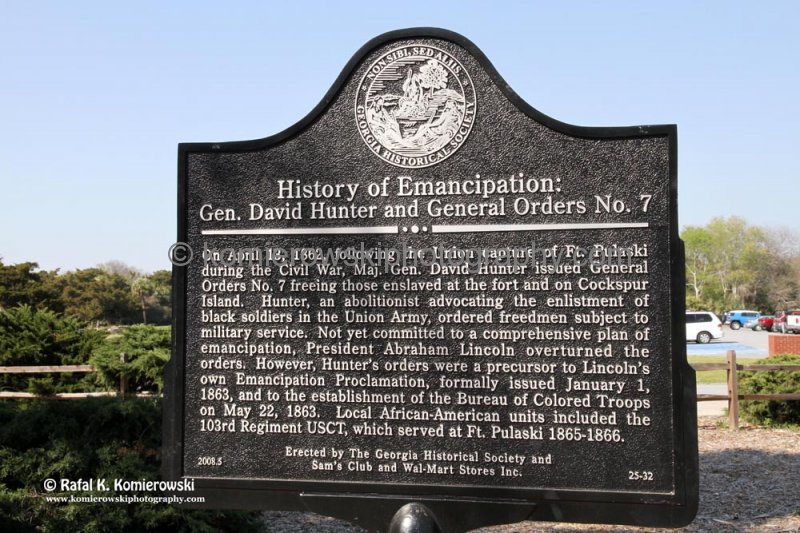 NON SIBI, SED ALIIS
GEORGIA HISTORICAL SOCIETY
History of Emancipation:
Gen. David Hunter and General Orders No. 7
© www.komierowskiphotography.com
On April 13, 1862, following the Union capture of Ft. Pulaski
during the Civil War, Maj. Gen. David Hunter issued General
Orders No. 7 freeing those enslaved at the fort and on Cockspur
Island. Hunter, an abolitionist advocating the enlistment of
black soldiers in the Union Army, ordered freedmen subject to
military service. Not yet committed to a comprehensive plan of
emancipation, President Abraham Lincoln overturned the
orders. However, Hunter's orders were a precursor to Lincoln's
own Emancipation Proclamation, formally issued January 1,
1863, and to the establishment of the Bureau of Colored Troops
on May 22, 1863. Local African-American units included the
103rd Regiment USCT, which served at Ft. Pulaski 1865-1866.
Erected by The Georgia Historical Society and
Sam's Club and Wal-Mart Stores Inc.
2008.5
25-32
© Rafal K. Komierowski
www.komierowskiphotography.com